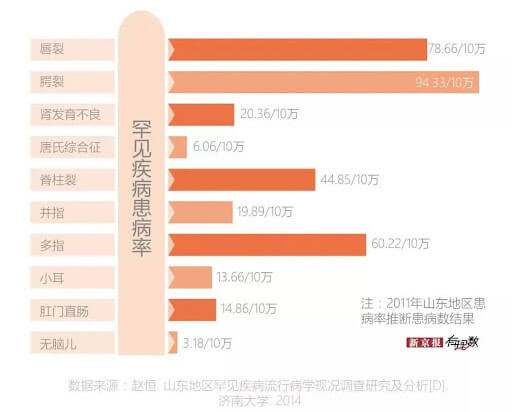 唇裂
78.66/10万
腭裂
94.33/10万
肾发育不良
20.36/10万
唐氏综合征
6.06/10万
脊柱裂
44.85/10万
并指
19.89/10万
多指
60.22/10万
小耳
13.66/10万
肛门直肠
14.86/10万
无脑儿
3.18/10万
罕见疾病患病率
注：2011年山东地区患
病率推断患病数结果
新京报 有理数
数据来源：赵恒. 山东地区罕见疾病流行病学现况调查研究及分析[D].
济南大学. 2014